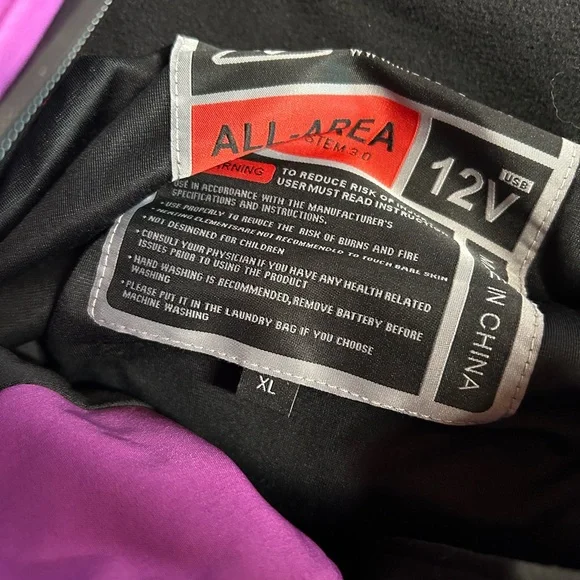 ALL-AREA
12V
USB
WARNING
TO REDUCE RISK OF
USER MUST READ INSTRUCTION
USE IN ACCORDANCE WITH THE MANUFACTURER'S
SPECIFICATIONS AND INSTRUCTIONS.
• USE PROPERLY TO REDUCE THE RISK OF BURNS AND FIRE
• HEATING ELEMENTSARE NOT RECOMMENDED TO TOUCH BARE SKIN
• NOT DESIGNED FOR CHILDREN
• CONSULT YOUR PHYSICIAN IF YOU HAVE ANY HEALTH RELATED
ISSUES PRIOR TO USING THE PRODUCT
• HAND WASHING IS RECOMMENDED, REMOVE BATTERY BEFORE
WASHING
• PLEASE PUT IT IN THE LAUNDRY BAG IF YOU CHOOSE
MACHINE WASHING
IN CHINA
XL